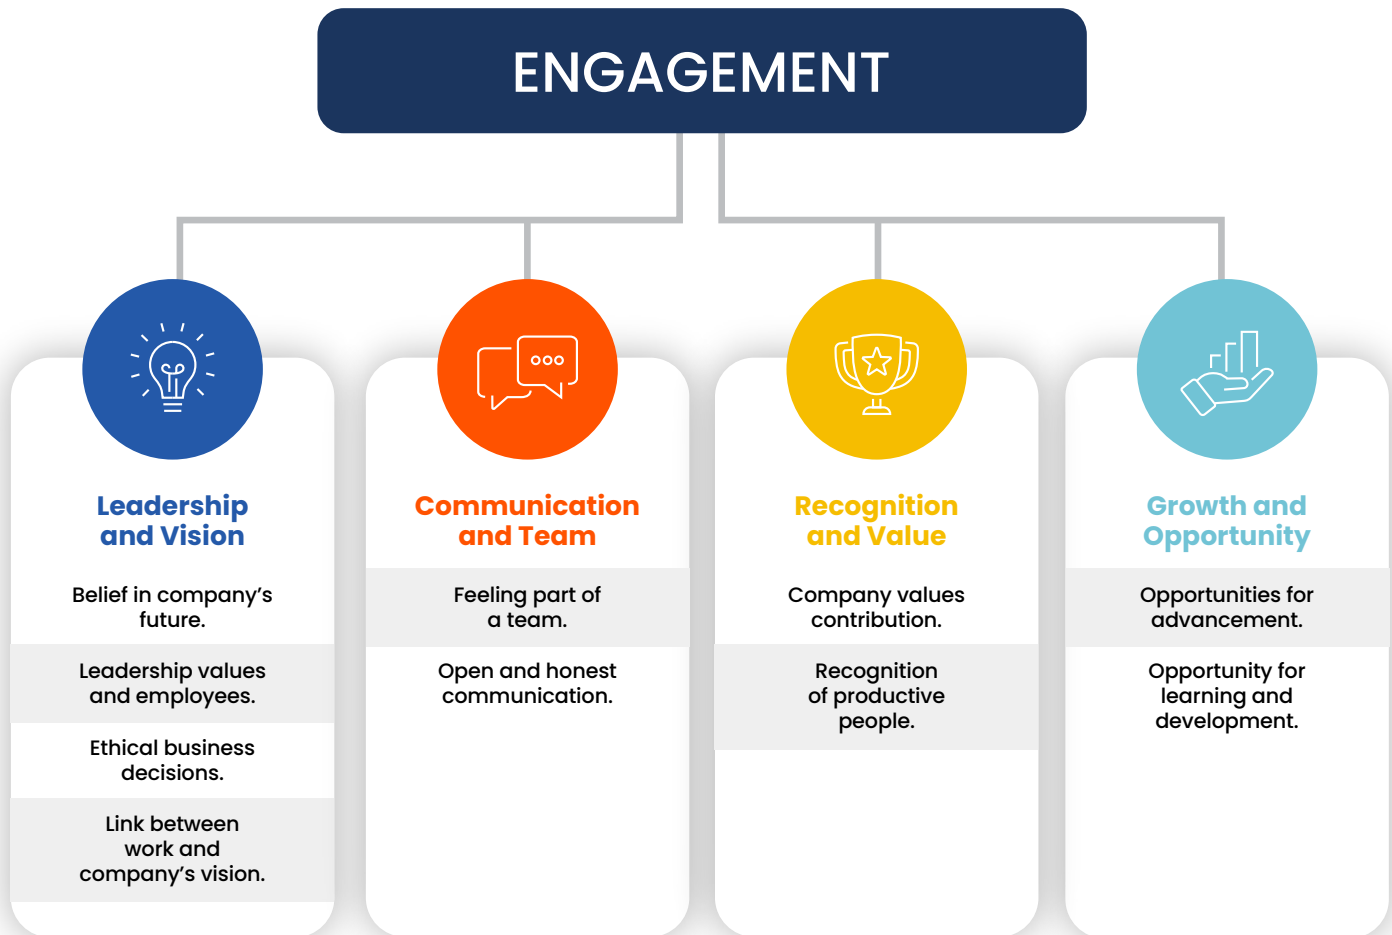 ENGAGEMENT
Leadership
and Vision
Belief in company’s
future.
Leadership values
and employees.
Ethical business
decisions.
Link between
work and
company’s vision.
Communication
and Team
Feeling part of
a team.
Open and honest
communication.
Recognition
and Value
Company values
contribution.
Recognition
of productive
people.
Growth and
Opportunity
Opportunities for
advancement.
Opportunity for
learning and
development.